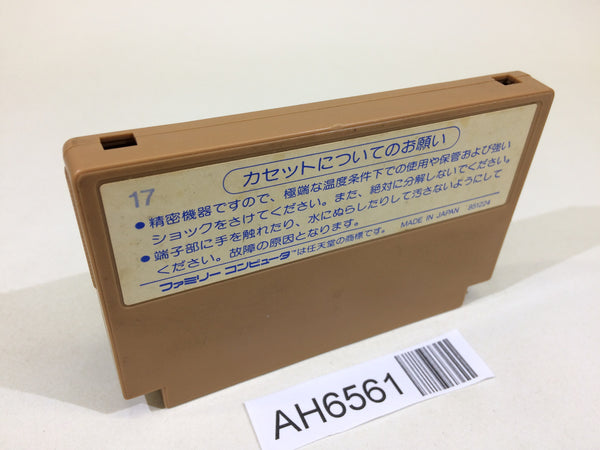 カセットについてのお願い
17
●精密機器ですので、極端な温度条件下での使用や保管および強い
ショックをさけてください。また、絶対に分解しないでください。
●端子部に手を触れたり、水にぬらしたりして汚さないようにして
ください。故障の原因となります。
ファミリー コンピュータ™は任天堂の商標です。
MADE IN JAPAN 931224
AH6561